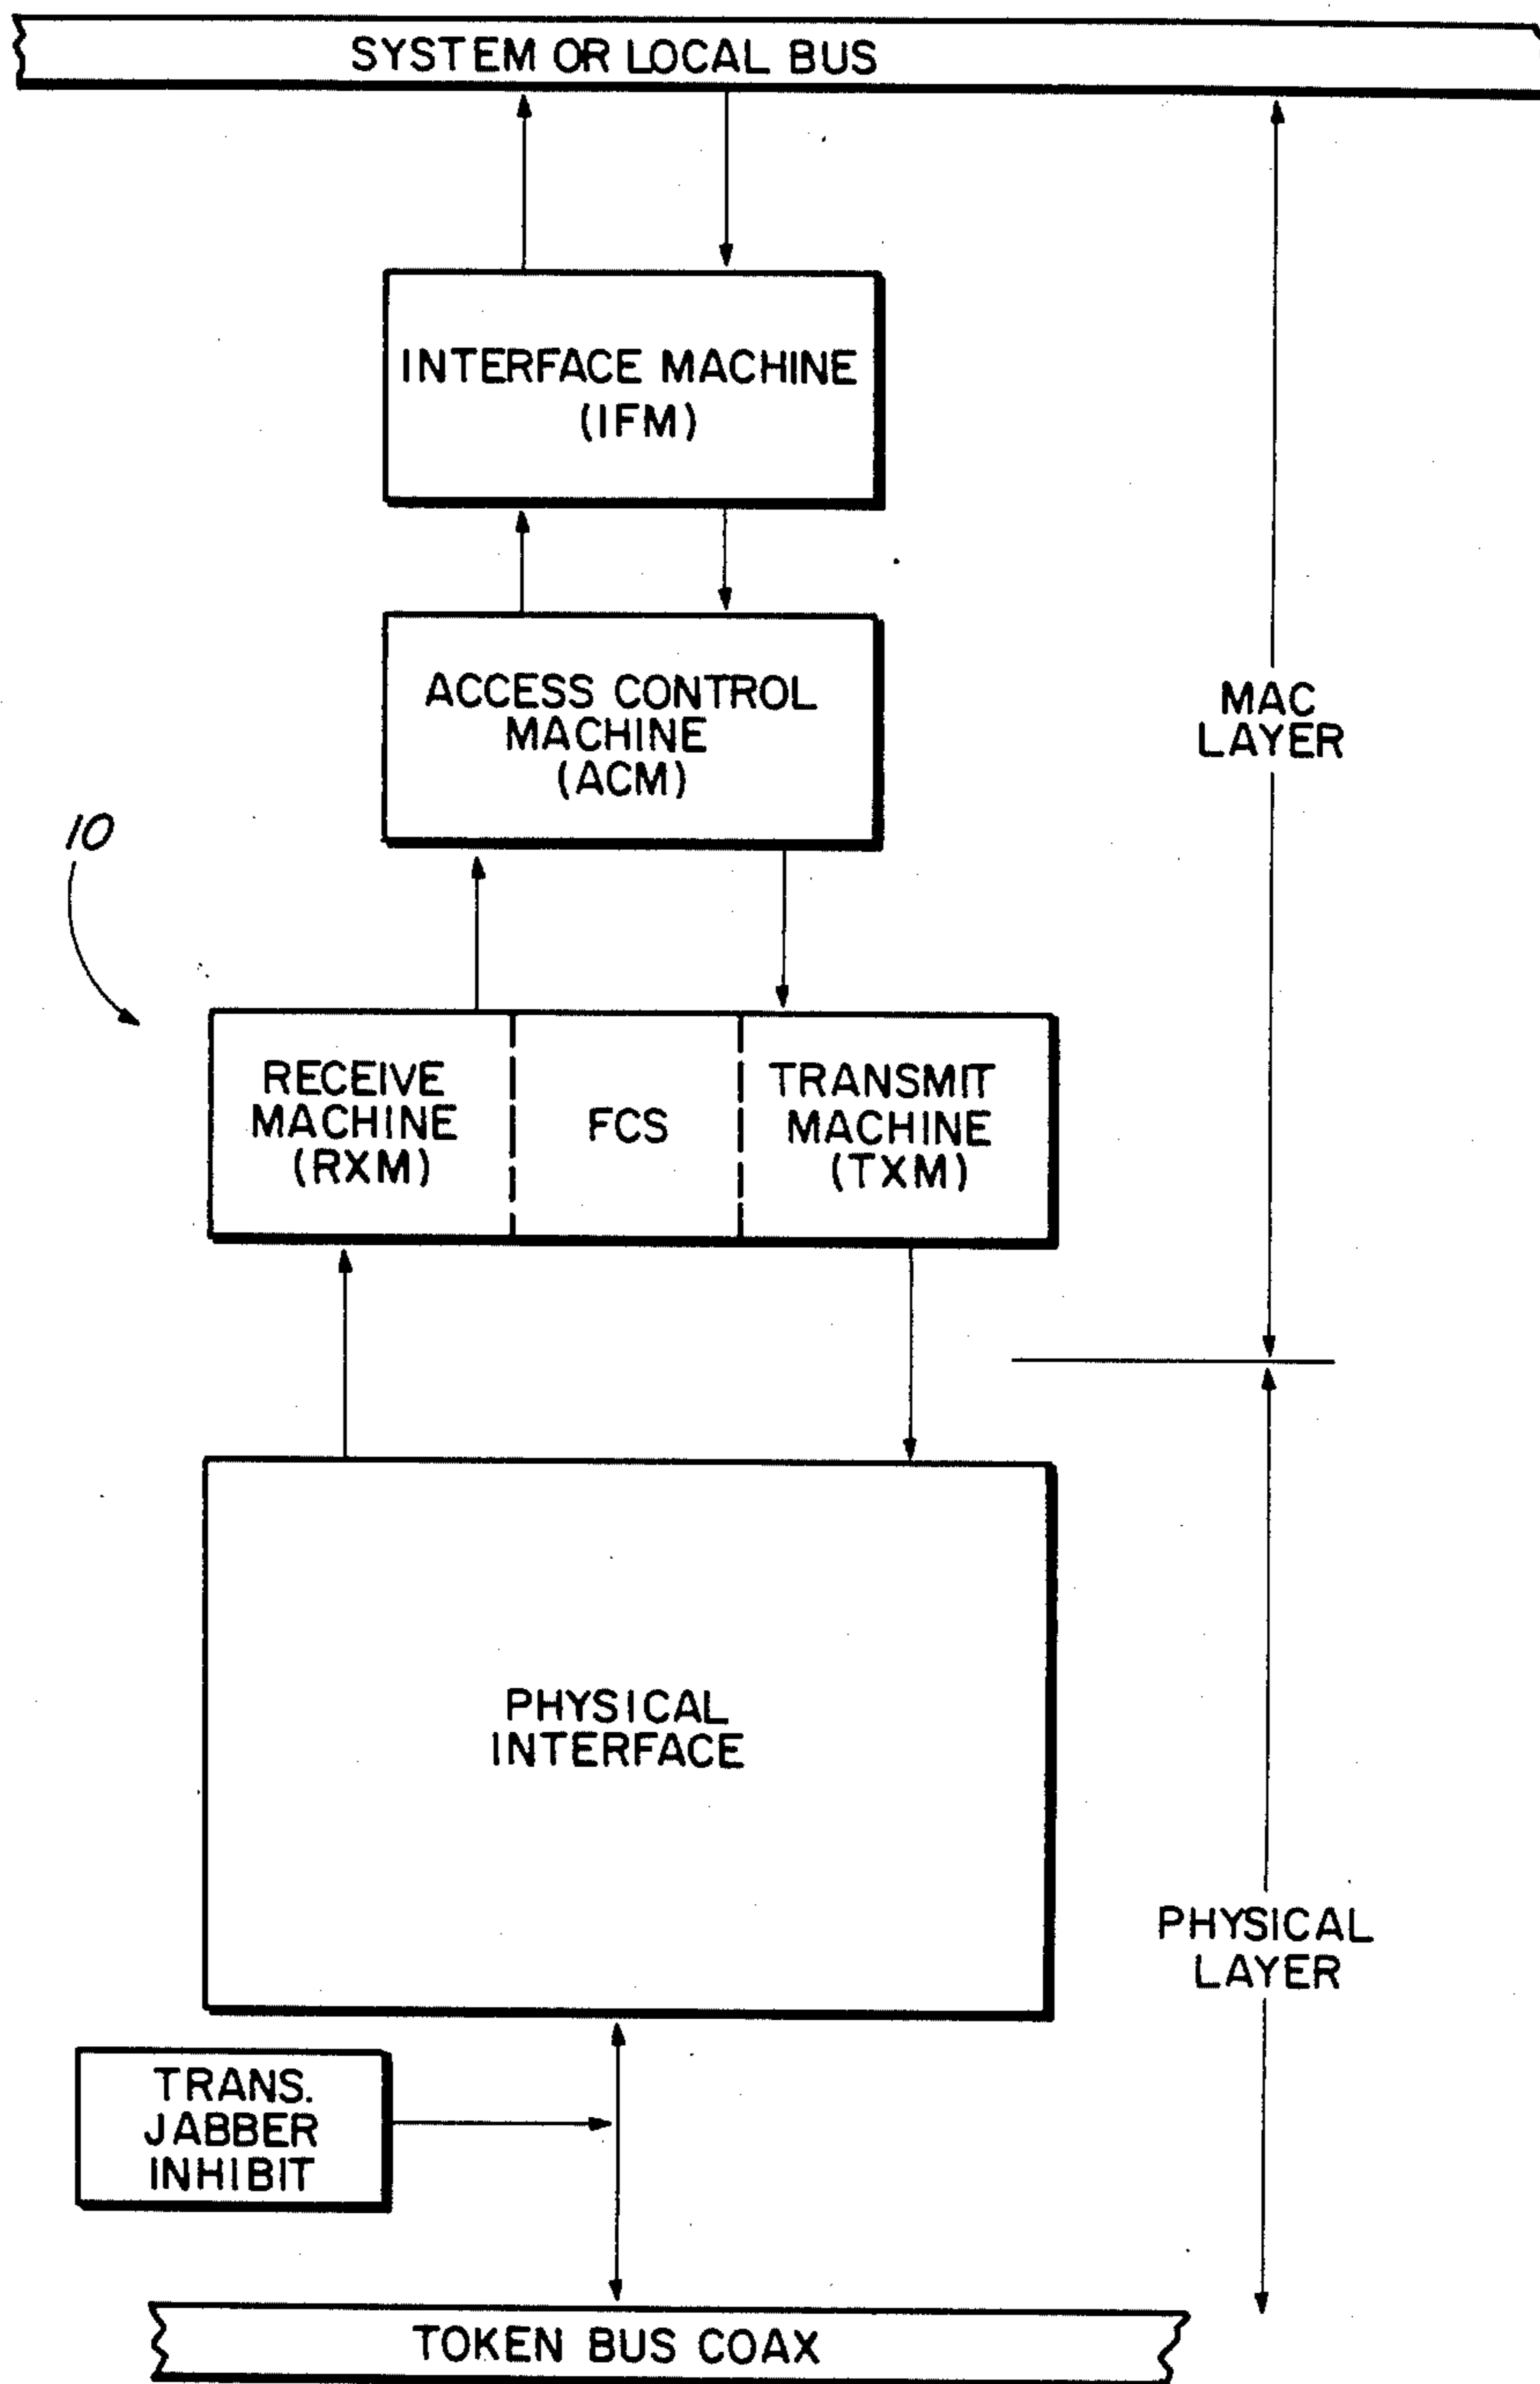 SYSTEM OR LOCAL BUS
INTERFACE MACHINE
(IFM)
ACCESS CONTROL
MACHINE
(ACM)
MAC
LAYER
10
RECEIVE
MACHINE
(RXM)
FCS
TRANSMIT
MACHINE
(TXM)
PHYSICAL
INTERFACE
PHYSICAL
LAYER
TRANS.
JABBER
INHIBIT
TOKEN BUS COAX